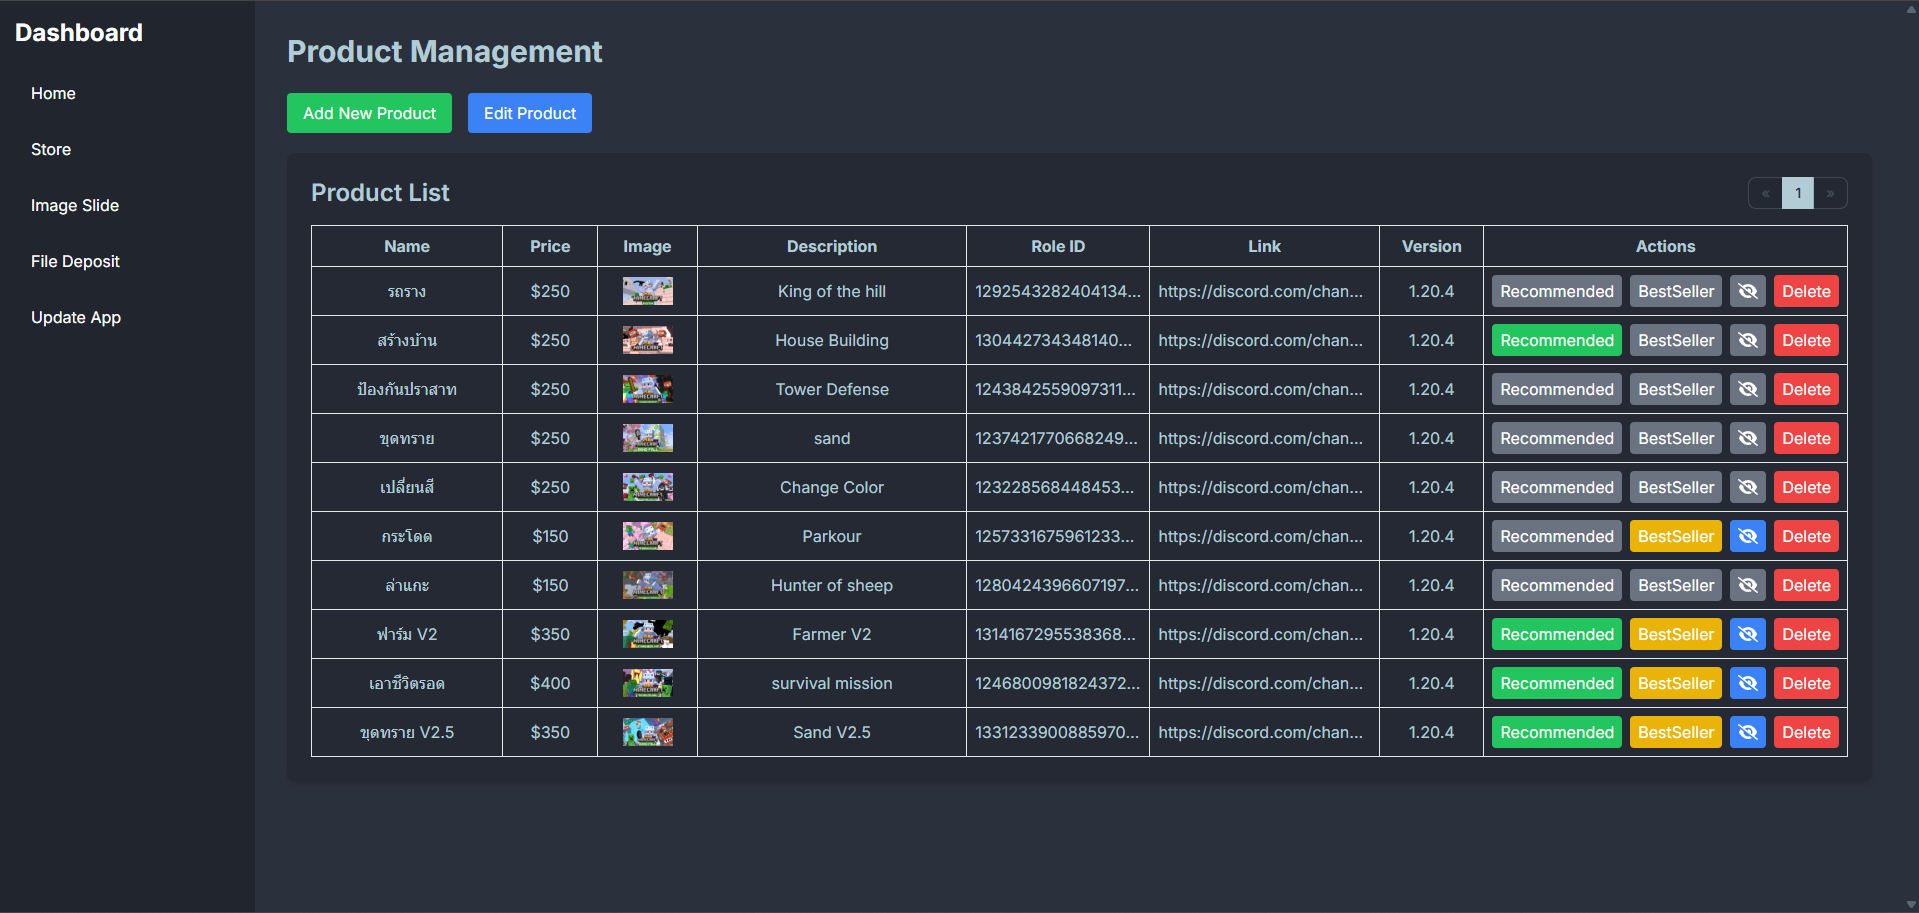 Dashboard
Home
Store
Image Slide
File Deposit
Update App
Product Management
Add New Product Edit Product
Product List
« 1 »
Name Price Image Description Role ID Link Version Actions
รถราง $250 King of the hill 1292543282404134... https://discord.com/chan... 1.20.4 Recommended BestSeller Delete
สร้างบ้าน $250 House Building 130442734348140... https://discord.com/chan... 1.20.4 Recommended BestSeller Delete
ป้องกันปราสาท $250 Tower Defense 1243842559097311... https://discord.com/chan... 1.20.4 Recommended BestSeller Delete
ขุดทราย $250 sand 1237421770668249... https://discord.com/chan... 1.20.4 Recommended BestSeller Delete
เปลี่ยนสี $250 Change Color 123228568448453... https://discord.com/chan... 1.20.4 Recommended BestSeller Delete
กระโดด $150 Parkour 1257331675961233... https://discord.com/chan... 1.20.4 Recommended BestSeller Delete
ล่าแกะ $150 Hunter of sheep 1280424396607197... https://discord.com/chan... 1.20.4 Recommended BestSeller Delete
ฟาร์ม V2 $350 Farmer V2 1314167295538368... https://discord.com/chan... 1.20.4 Recommended BestSeller Delete
เอาชีวิตรอด $400 survival mission 1246800981824372... https://discord.com/chan... 1.20.4 Recommended BestSeller Delete
ขุดทราย V2.5 $350 Sand V2.5 1331233900885970... https://discord.com/chan... 1.20.4 Recommended BestSeller Delete